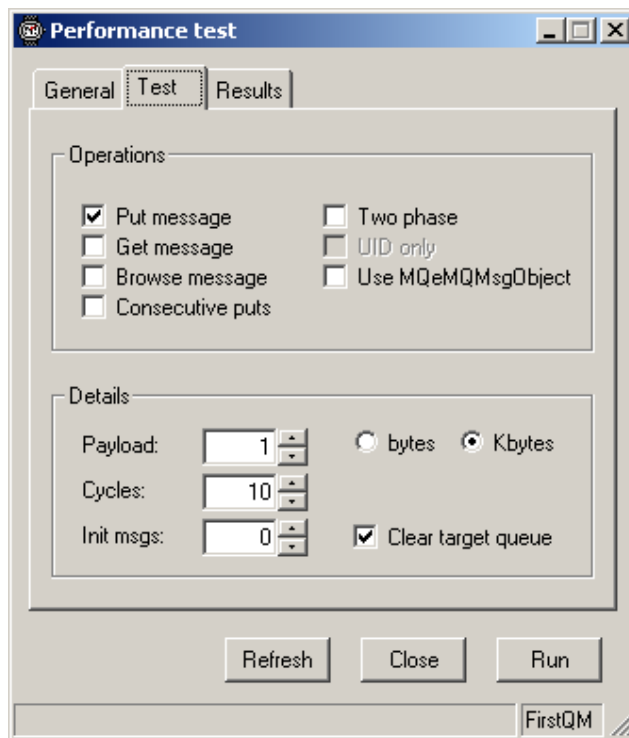 Performance test
General Test Results
Operations
Put message Two phase
Get message UID only
Browse message Use MQeMQMsgObject
Consecutive puts
Details
Payload: 1 bytes Kbytes
Cycles: 10
Init msgs: 0 Clear target queue
Refresh Close Run
FirstQM